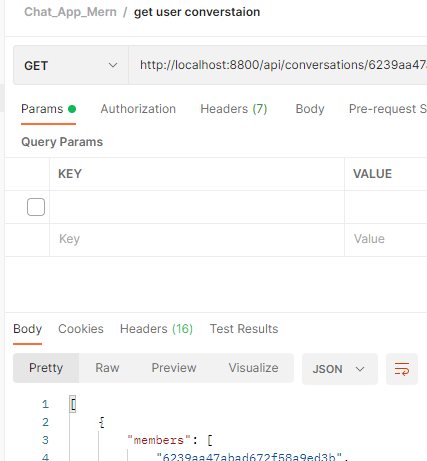 Chat_App_Mern / get user converstaion
GET http://localhost:8800/api/conversations/6239aa47a
Params Authorization Headers (7) Body Pre-request S
Query Params
KEY VALUE
Key Value
Body Cookies Headers (16) Test Results
Pretty Raw Preview Visualize JSON
1 [
2 {
3 "members": [
4 "6239aa47abad672f58a9ed3b",